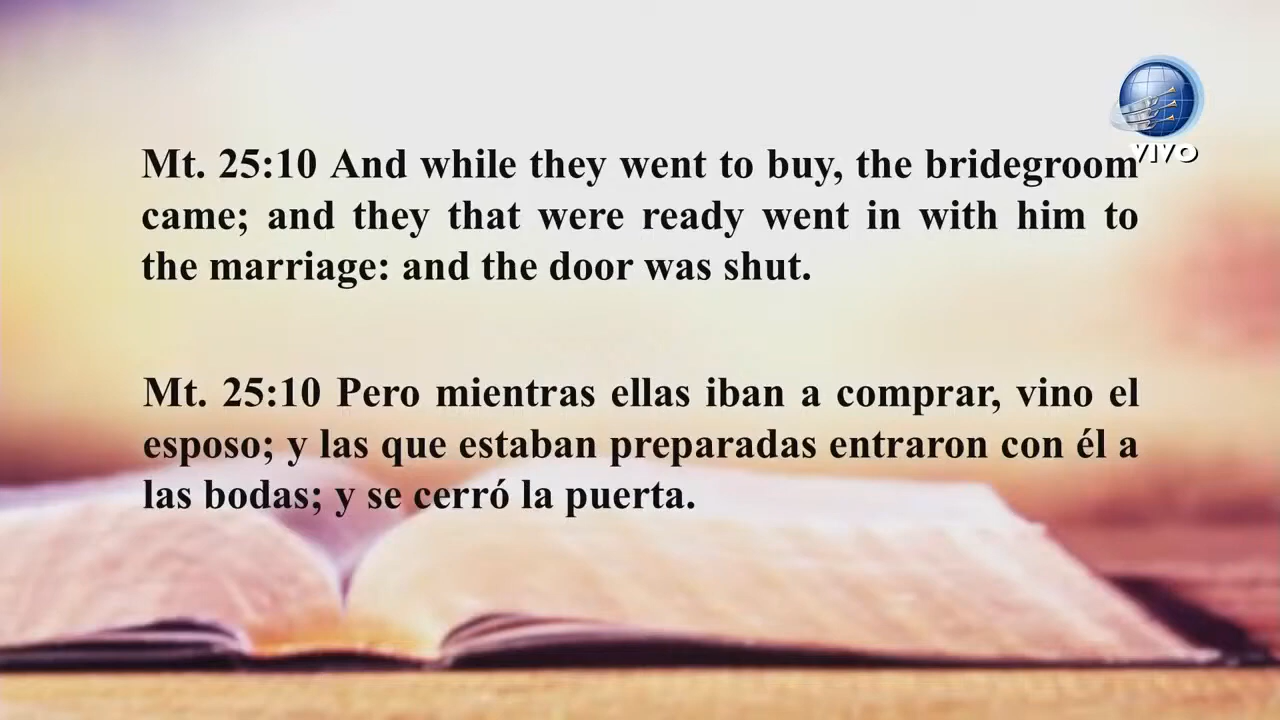 VIVO
Mt. 25:10 And while they went to buy, the bridegroom
came; and they that were ready went in with him to
the marriage: and the door was shut.
Mt. 25:10 Pero mientras ellas iban a comprar, vino el
esposo; y las que estaban preparadas entraron con él a
las bodas; y se cerró la puerta.